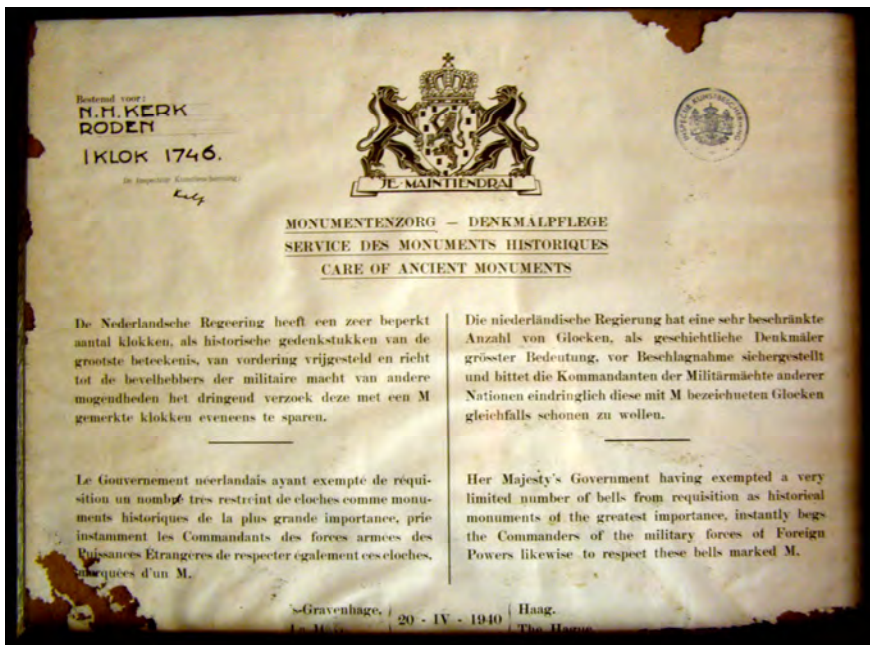 Bestemd voor:
N.H. KERK
RODEN
1 KLOK 1746.
De Inspecteur Kunstbescherming:
INSPECTIE KUNSTBESCHERMING
JE·MAINTIENDRAI
MONUMENTENZORG — DENKMALPFLEGE
SERVICE DES MONUMENTS HISTORIQUES
CARE OF ANCIENT MONUMENTS
De Nederlandsche Regeering heeft een zeer beperkt
aantal klokken, als historische gedenkstukken van de
grootste beteekenis, van vordering vrijgesteld en richt
tot de bevelhebbers der militaire macht van andere
mogendheden het dringend verzoek deze met een M
gemerkte klokken eveneens te sparen.
Die niederländische Regierung hat eine sehr beschränkte
Anzahl von Glocken, als geschichtliche Denkmäler
grösster Bedeutung, vor Beschlagnahme sichergestellt
und bittet die Kommandanten der Militärmächte anderer
Nationen eindringlich diese mit M bezeichneten Glocken
gleichfalls schonen zu wollen.
Le Gouvernement néerlandais ayant exempté de réqui-
sition un nombre très restreint de cloches comme monu-
ments historiques de la plus grande importance, prie
instamment les Commandants des forces armées des
Puissances Étrangères de respecter également ces cloches,
marquées d'un M.
Her Majesty's Government having exempted a very
limited number of bells from requisition as historical
monuments of the greatest importance, instantly begs
the Commanders of the military forces of Foreign
Powers likewise to respect these bells marked M.
's-Gravenhage,
La Haye
20 - IV - 1940
Haag.
The Hague